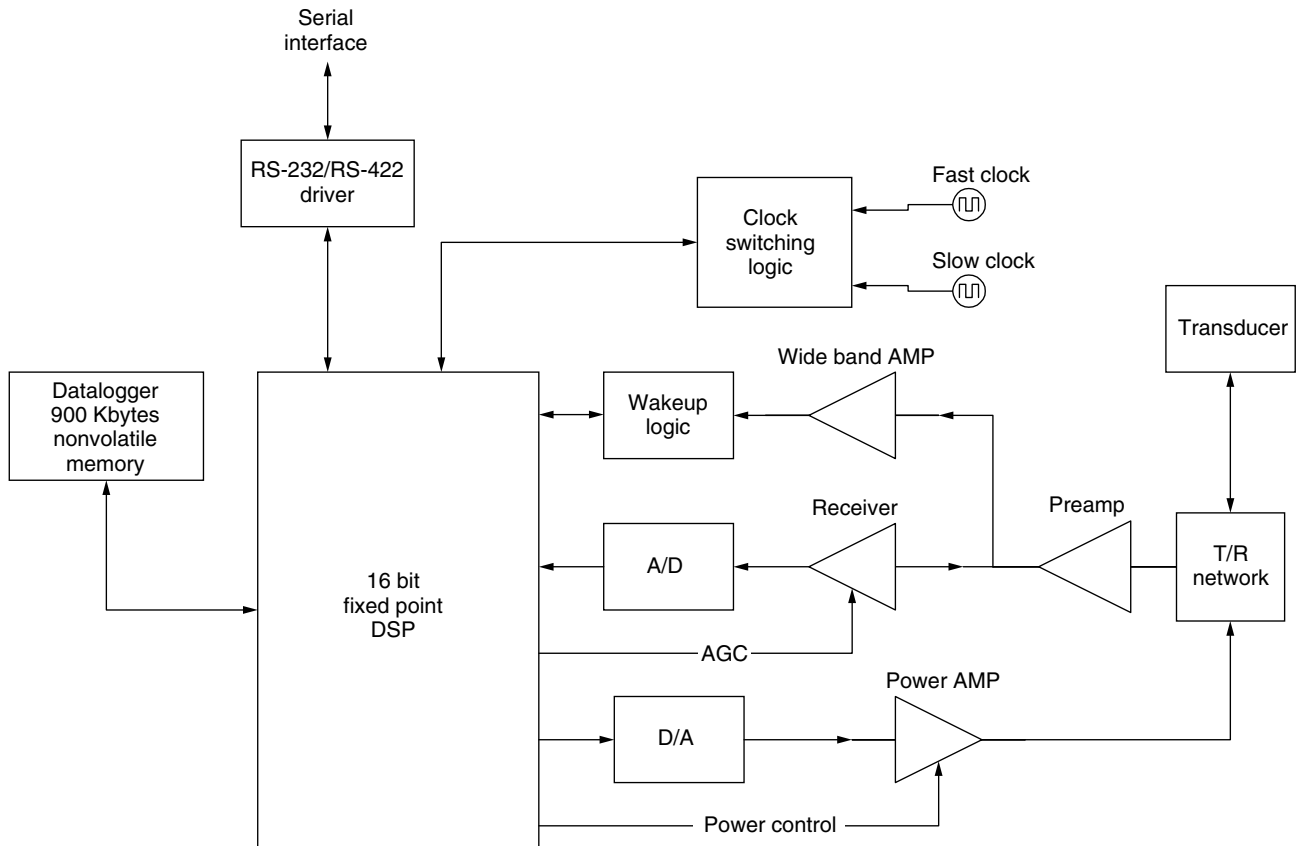 Serial
interface
RS-232/RS-422
driver
Clock
switching
logic
Fast clock
Slow clock
Transducer
Datalogger
900 Kbytes
nonvolatile
memory
Wakeup
logic
Wide band AMP
16 bit
fixed point
DSP
A/D
Receiver
Preamp
T/R
network
AGC
D/A
Power AMP
Power control